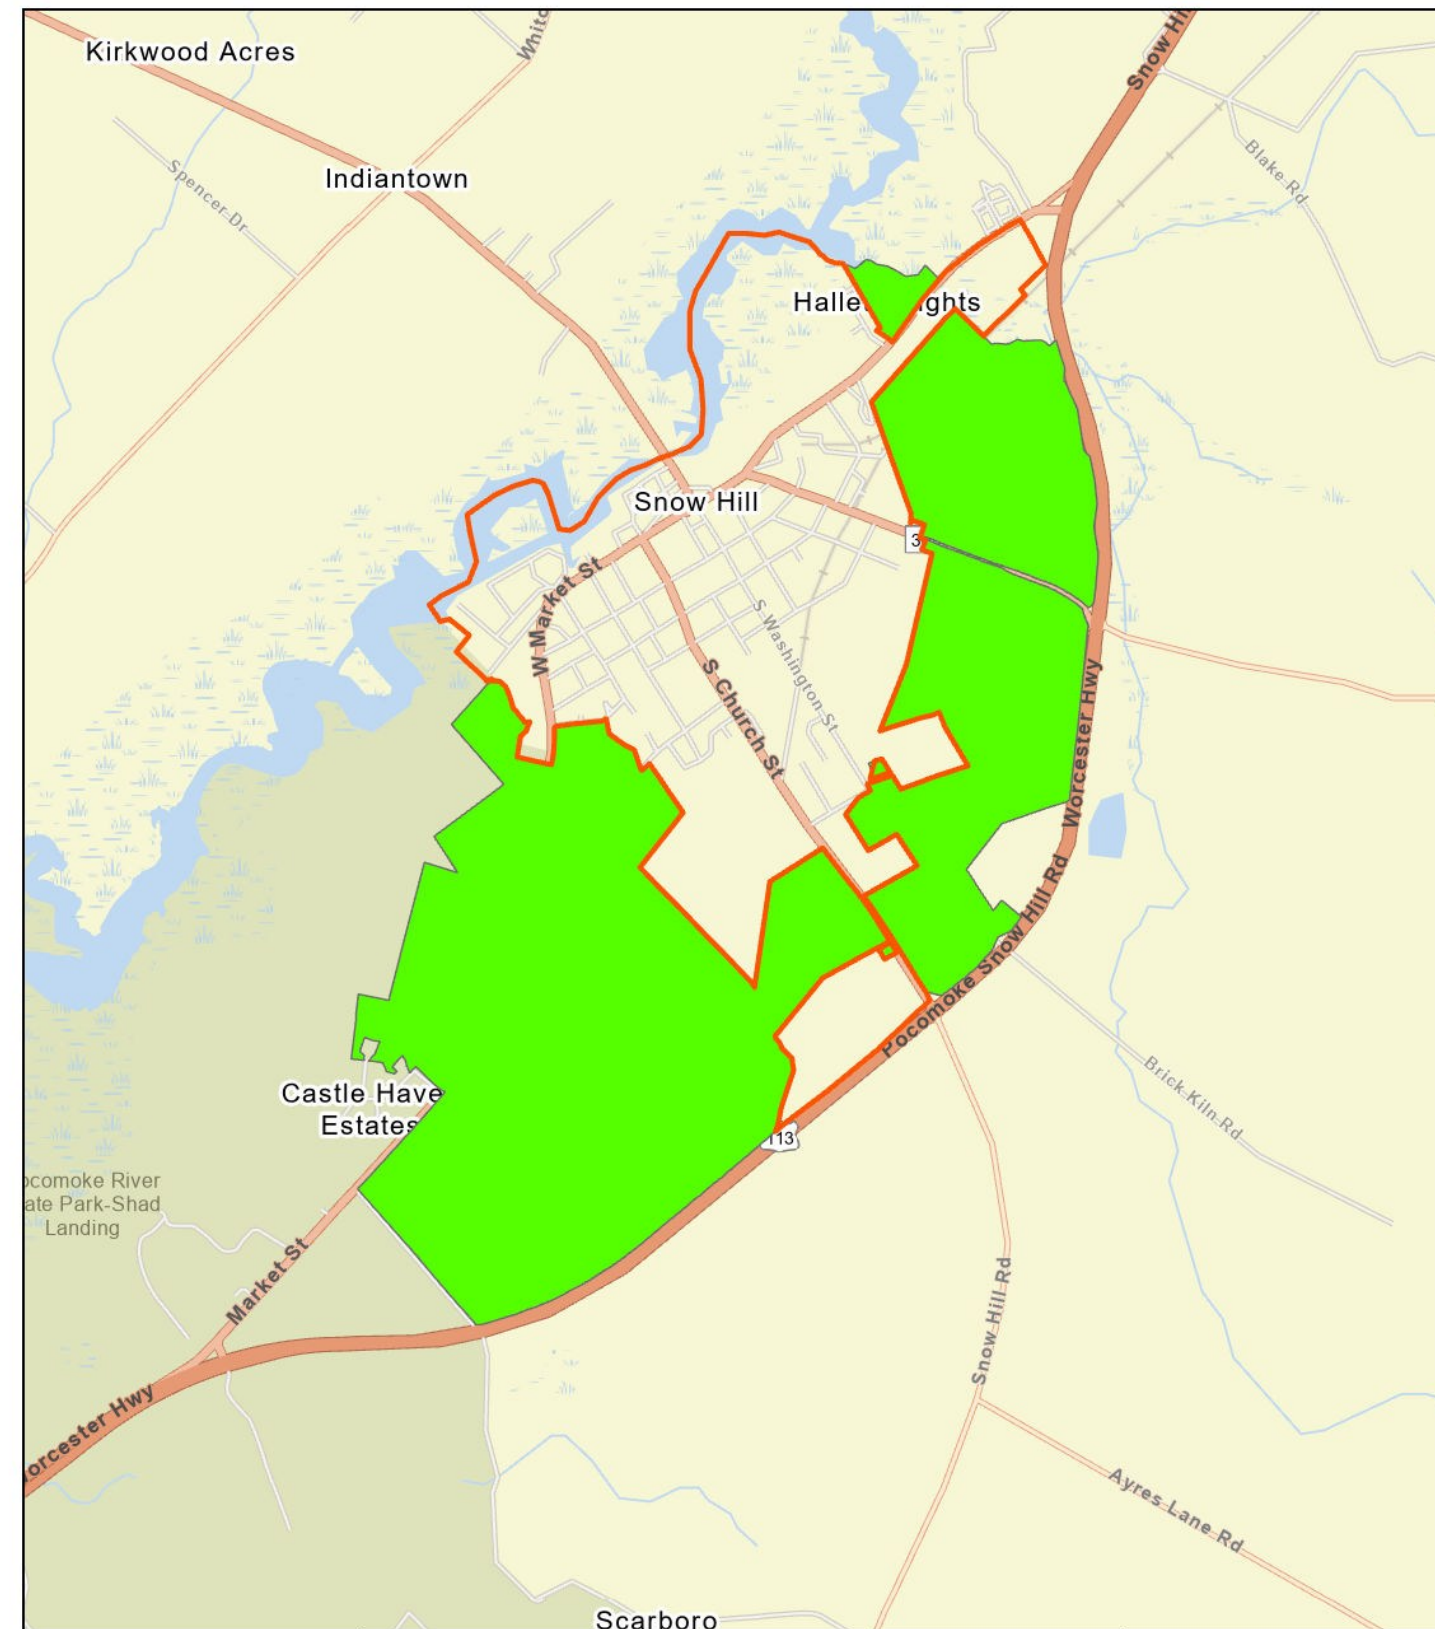 Kirkwood Acres
Snow Hil
Whitc
Blake Rd
Spencer Dr
Indiantown
Halle ights
Snow Hill
3
W Market St
S Washington St
S Church St
Worcester Hwy
Pocomoke Snow Hill Rd
Brick Kiln Rd
Castle Have
Estates
113
ocomoke River
ate Park-Shad
Landing
Market St
Snow Hill Rd
orcester Hwy
Ayres Lane Rd
Scarboro